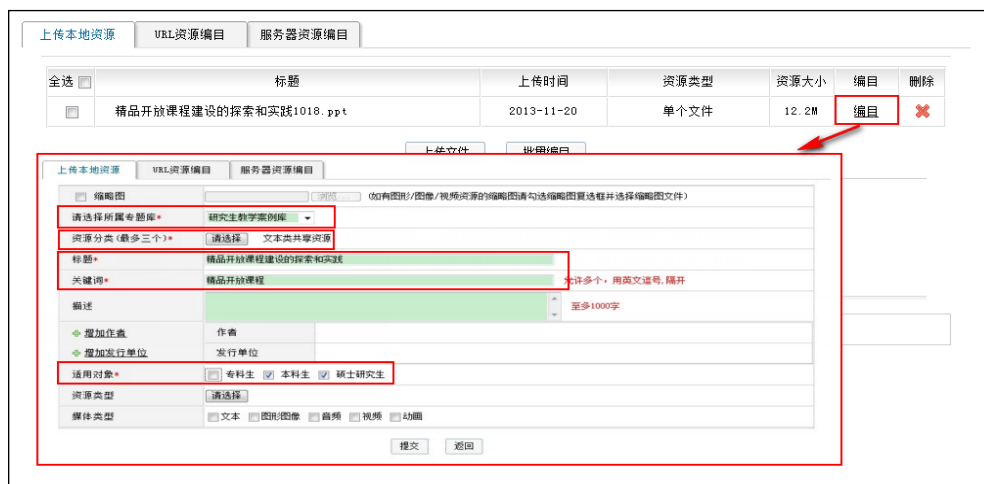 上传本地资源 URL资源编目 服务器资源编目
全选 标题 上传时间 资源类型 资源大小 编目 删除
精品开放课程建设的探索和实践1018.ppt 2013-11-20 单个文件 12.2M 编目
上传文件 批量编目
上传本地资源 URL资源编目 服务器资源编目
缩略图 浏览... (如有图形/图像/视频资源的缩略图请勾选缩略图复选框并选择缩略图文件)
请选择所属专题库* 研究生教学案例库
资源分类(最多三个)* 请选择 文本类共享资源
标题* 精品开放课程建设的探索和实践
关键词* 精品开放课程 允许多个，用英文逗号,隔开
描述 至多1000字
增加作者 作者
增加发行单位 发行单位
适用对象* 专科生 本科生 硕士研究生
资源类型 请选择
媒体类型 文本 图形图像 音频 视频 动画
提交 返回